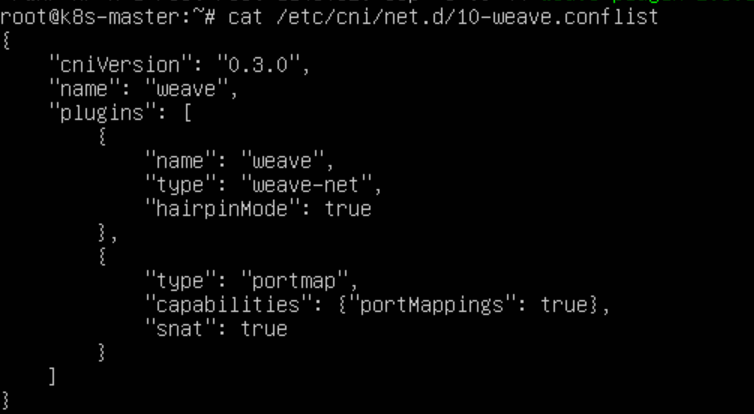 root@k8s-master:~# cat /etc/cni/net.d/10-weave.conflist
{
    "cniVersion": "0.3.0",
    "name": "weave",
    "plugins": [
        {
            "name": "weave",
            "type": "weave-net",
            "hairpinMode": true
        },
        {
            "type": "portmap",
            "capabilities": {"portMappings": true},
            "snat": true
        }
    ]
}